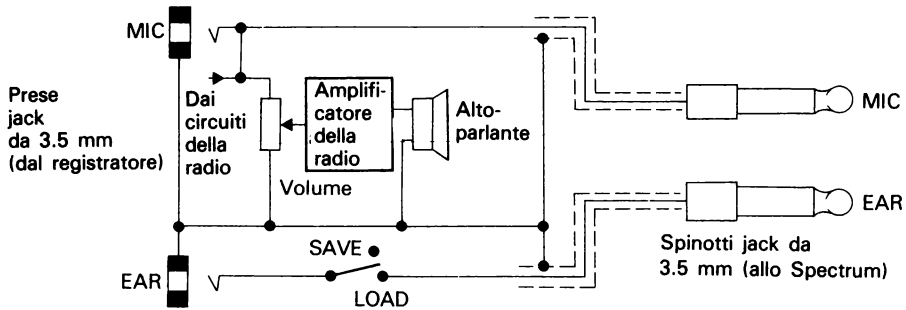 MIC
Prese
jack
da 3.5 mm
(dal registratore)
Dai
circuiti
della
radio
Amplifi-
catore
della
radio
Alto-
parlante
Volume
MIC
EAR
Spinotti jack da
3.5 mm (allo Spectrum)
SAVE
LOAD
EAR